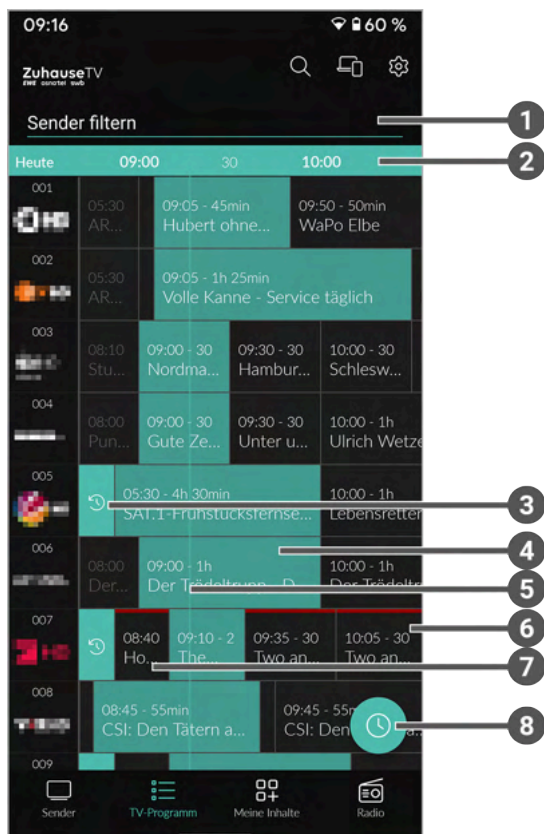 09:16 60 %
ZuhauseTV
EWE osnatel swb
Sender filtern
1
Heute 09:00 30 10:00
2
001
05:30 09:05 - 45min 09:50 - 50min
AR... Hubert ohne... WaPo Elbe
002
05:30 09:05 - 1h 25min
AR... Volle Kanne - Service täglich
003
08:10 09:00 - 30 09:30 - 30 10:00 - 30
Stu... Nordma... Hambur... Schlesw...
004
08:00 09:00 - 30 09:30 - 30 10:00 - 1h
Pun... Gute Ze... Unter u... Ulrich Wetze
005
05:30 - 4h 30min 10:00 - 1h
3
SAT.1-Frühstücksfernse... Lebensretter
006
4
08:00 09:00 - 1h 10:00 - 1h
Der... Der Trödeltrupp - D... Der Trödeltr
5
007
6
08:40 09:10 - 2 09:35 - 30 10:05 - 30
Ho... The... Two an... Two an...
7
008
08:45 - 55min 09:45 - 55
CSI: Den Tätern a... CSI: Den
8
009
Sender TV-Programm Meine Inhalte Radio